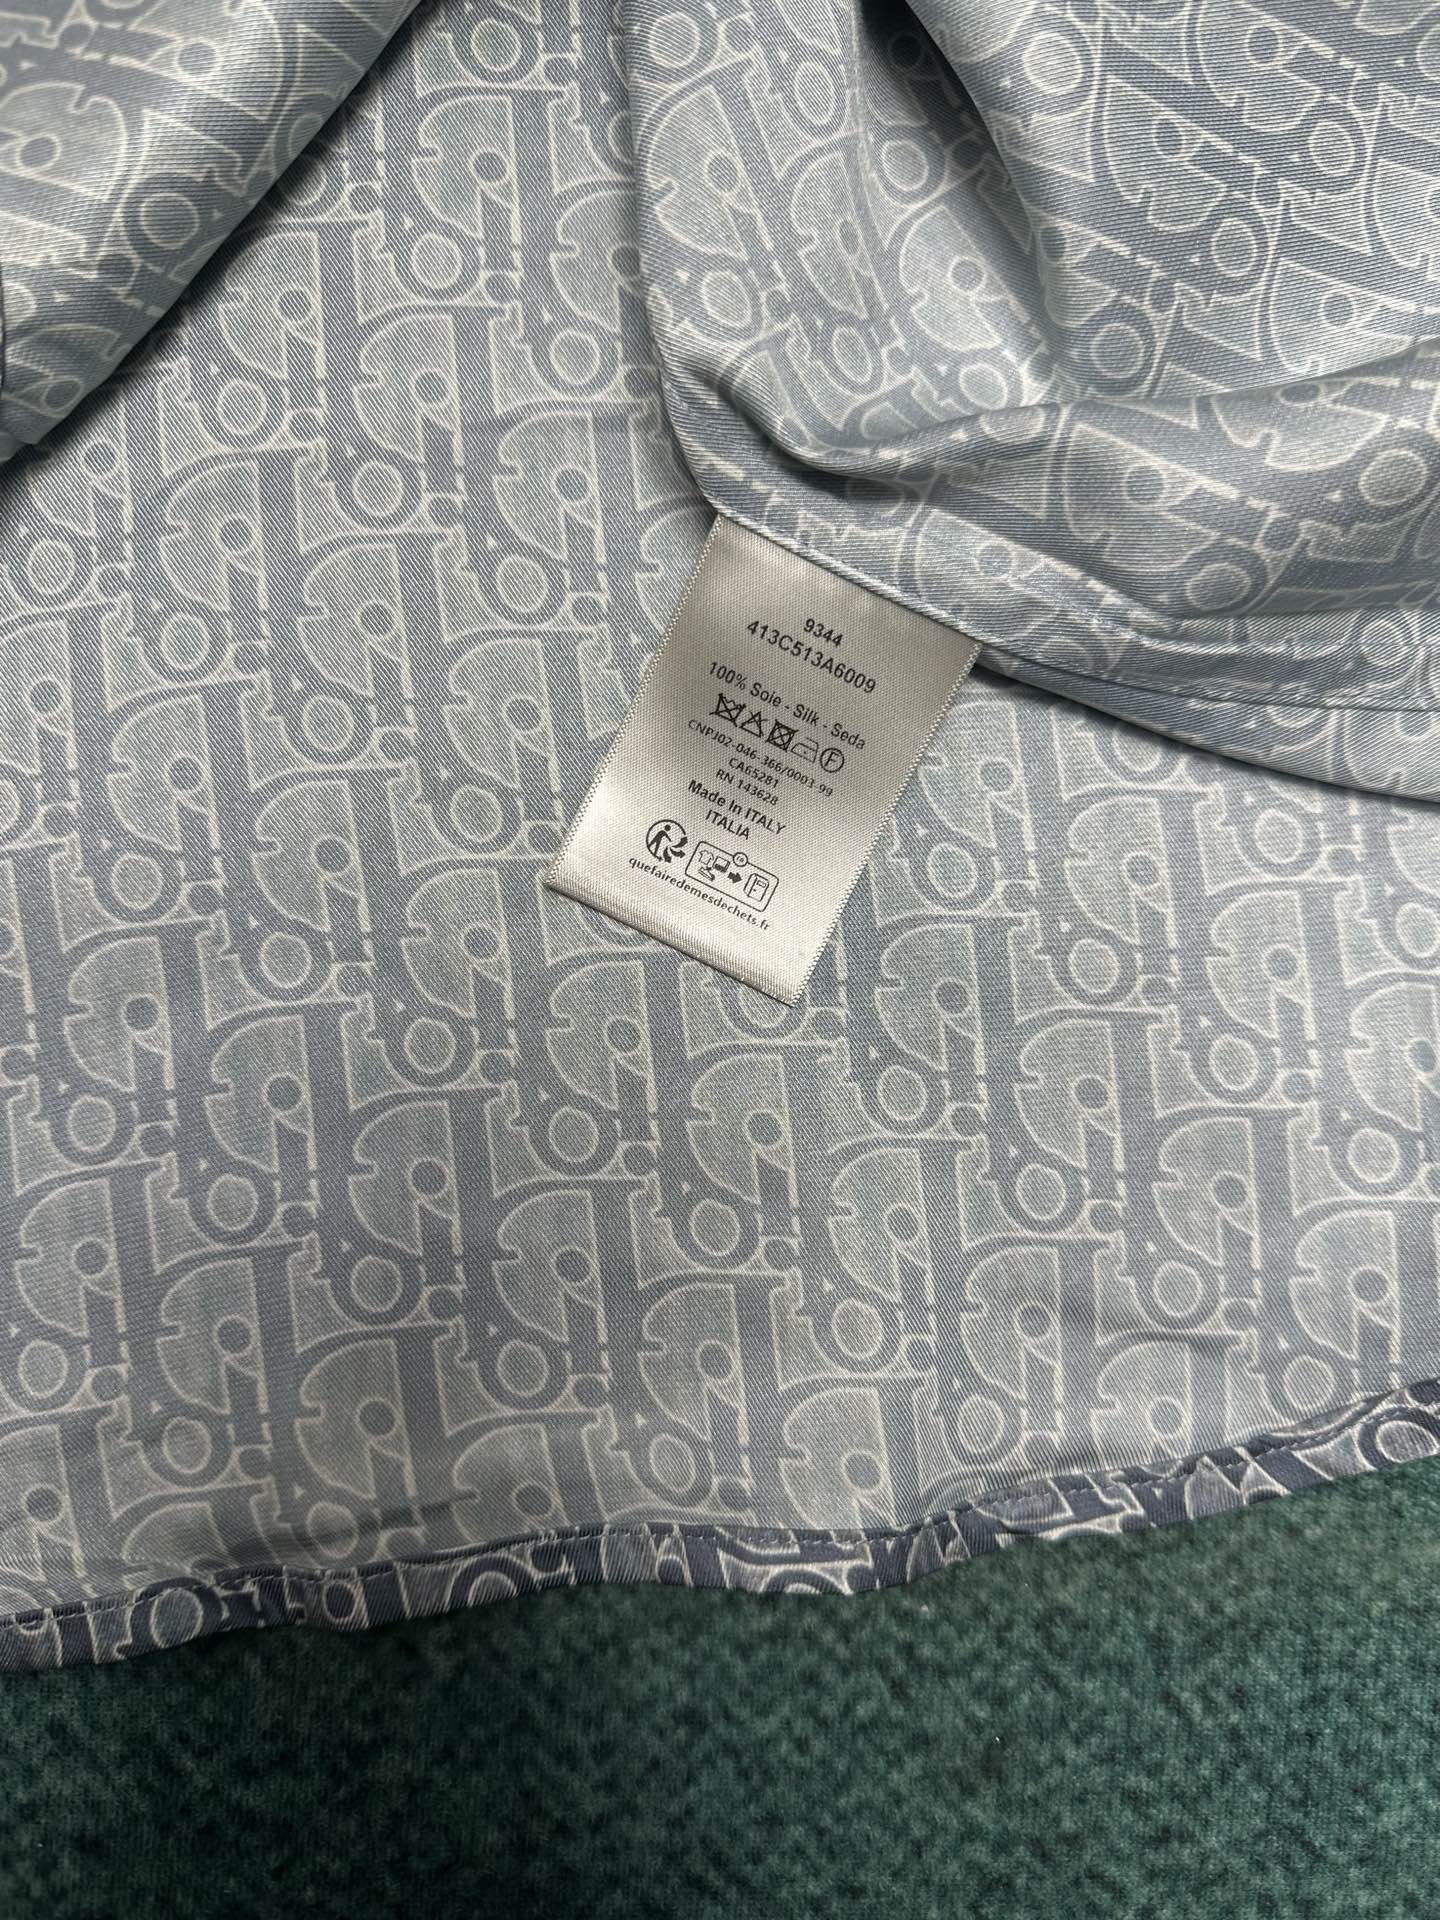 9344
413C513A6009
100% Soie - Silk - Seda
F
CNPJ02-046-366/0003-99
CA65281
RN 143628
Made In ITALY
ITALIA
FR
quefairedemesdechets.fr